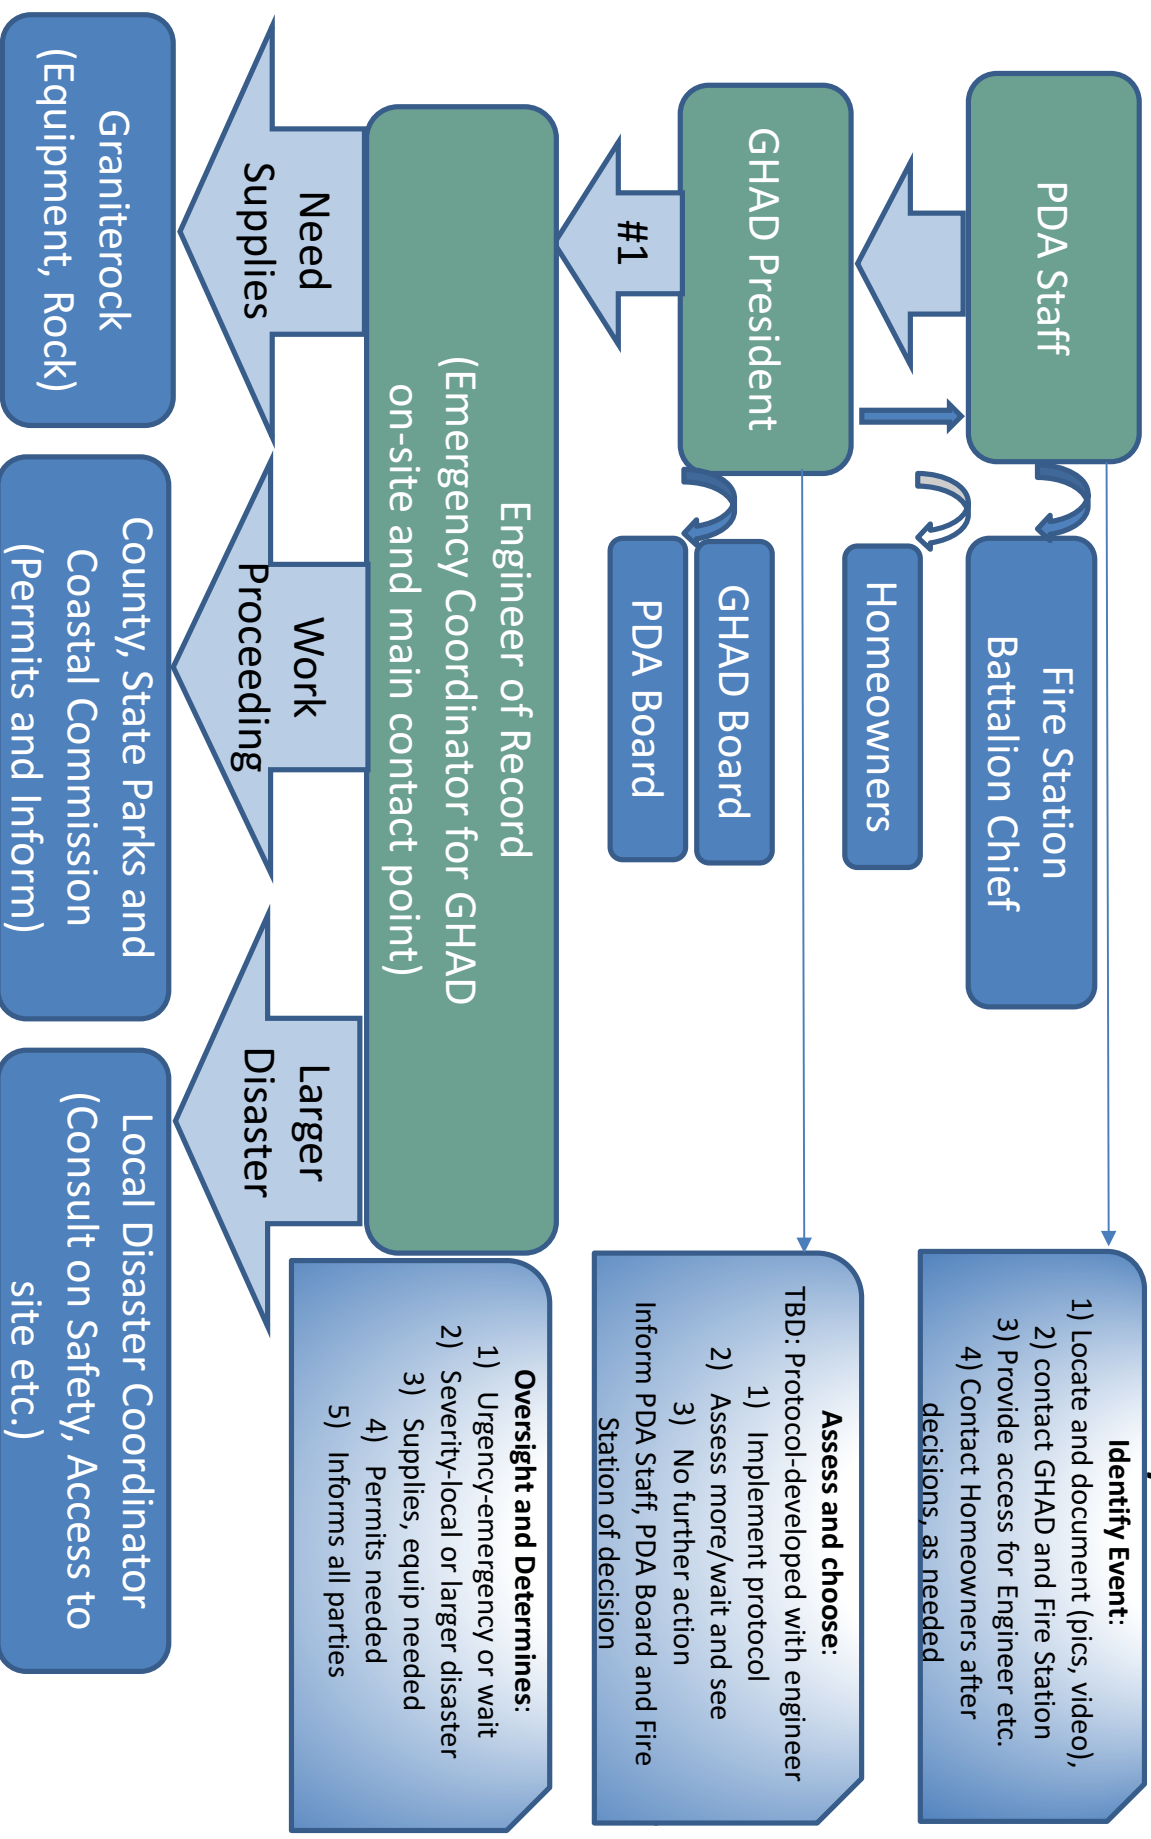 PDA Staff
Fire Station
Battalion Chief
Identify Event:
1) Locate and document (pics, video),
2) contact GHAD and Fire Station
3) Provide access for Engineer etc.
4) Contact Homeowners after
decisions, as needed
Homeowners
GHAD President
GHAD Board
PDA Board
Assess and choose:
TBD: Protocol-developed with engineer
1) Implement protocol
2) Assess more/wait and see
3) No further action
Inform PDA Staff, PDA Board and Fire
Station of decision
#1
Engineer of Record
(Emergency Coordinator for GHAD
on-site and main contact point)
Oversight and Determines:
1) Urgency-emergency or wait
2) Severity-local or larger disaster
3) Supplies, equip needed
4) Permits needed
5) Informs all parties
Need
Supplies
Work
Proceeding
Larger
Disaster
Graniterock
(Equipment, Rock)
County, State Parks and
Coastal Commission
(Permits and Inform)
Local Disaster Coordinator
(Consult on Safety, Access to
site etc.)